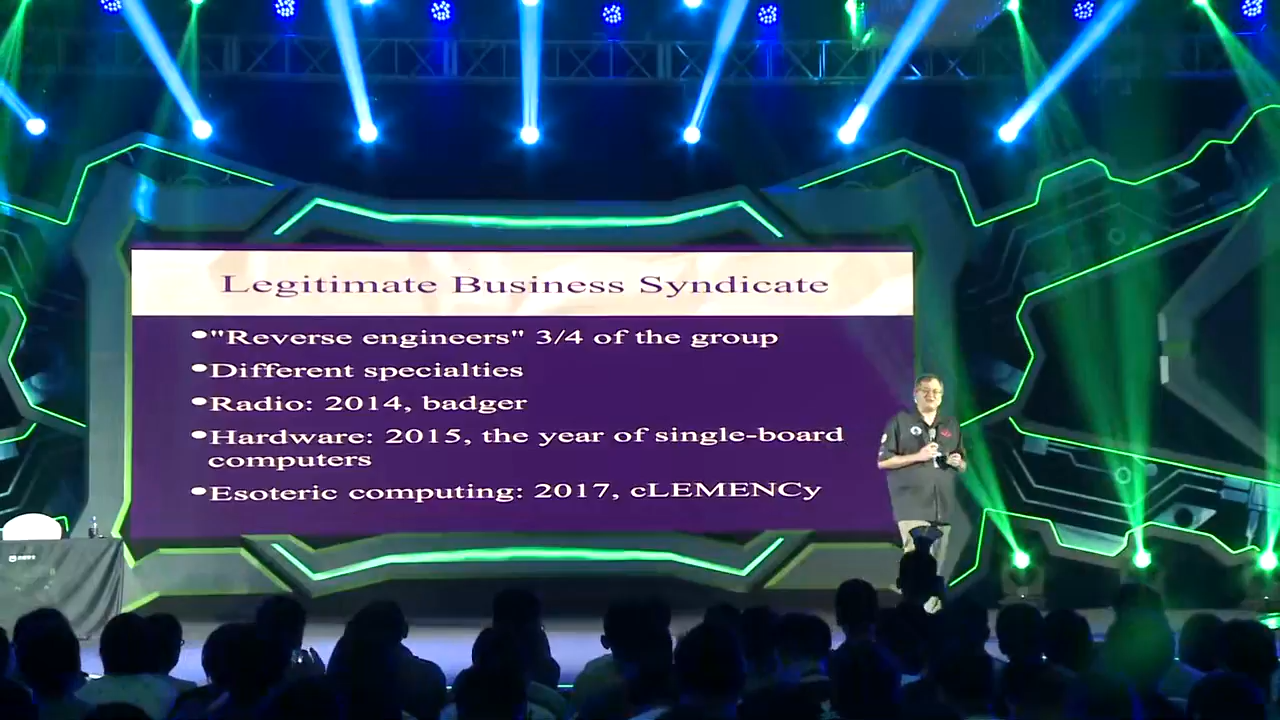 Legitimate Business Syndicate
•"Reverse engineers" 3/4 of the group
•Different specialties
•Radio: 2014, badger
•Hardware: 2015, the year of single-board
computers
•Esoteric computing: 2017, cLEMENCy